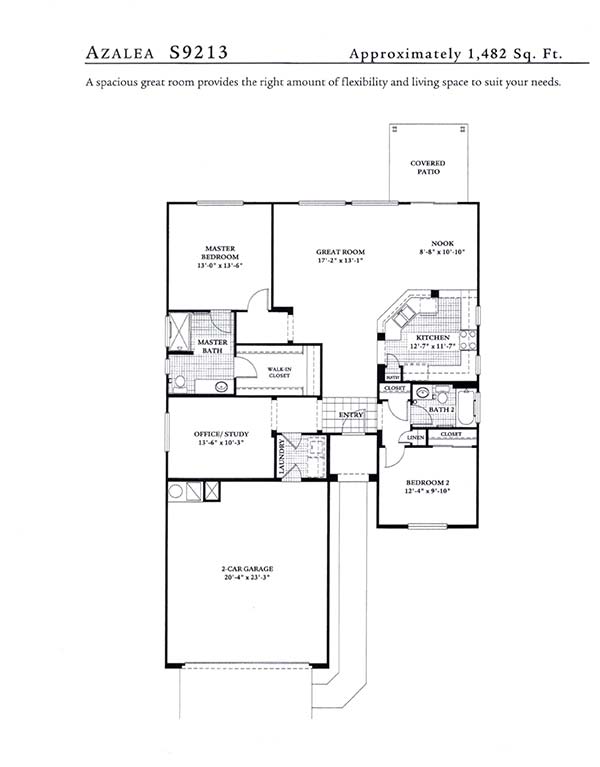 AZALEA S9213
Approximately 1,482 Sq. Ft.
A spacious great room provides the right amount of flexibility and living space to suit your needs.
COVERED
PATIO
MASTER
BEDROOM
13'-0" x 13'-6"
GREAT ROOM
17'-2" x 13'-1"
NOOK
8'-8" x 10'-10"
MASTER
BATH
KITCHEN
12'-7" x 11'-7"
WALK-IN
CLOSET
CLOSET
BATH 2
ENTRY
OFFICE/STUDY
13'-6" x 10'-3"
LAUNDRY
LINEN
CLOSET
BEDROOM 2
12'-4" x 9'-10"
2-CAR GARAGE
20'-4" x 23'-3"